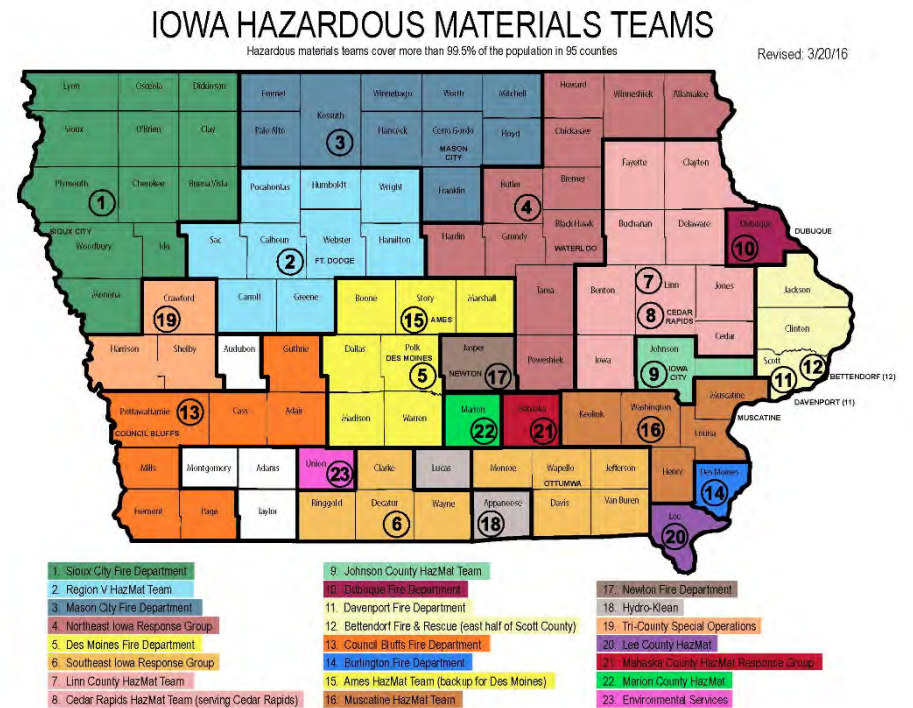 IOWA HAZARDOUS MATERIALS TEAMS
Hazardous materials teams cover more than 99.5% of the population in 95 counties
Revised: 3/20/16
Lyon Osceola Dickinson Emmet Winnebago Worth Mitchell Howard Winneshiek Allamakee
Kossuth
Sioux O'Brien Clay Palo Alto Hancock Cerro Gordo Floyd Chickasaw
3 MASON
CITY
Fayette Clayton
Plymouth Cherokee Buena Vista Pocahontas Humboldt Wright Franklin Butler Bremer
1 4
SIOUX CITY
Woodbury Ida Sac Calhoun Webster Hamilton Hardin Grundy Black Hawk Buchanan Delaware Dubuque
DUBUQUE
2 FT. DODGE WATERLOO 10
Monona Crawford Carroll Greene Boone Story Marshall Tama Benton Linn Jones Jackson
7
19 15 AMES 8 CEDAR
RAPIDS
Clinton
Harrison Shelby Audubon Guthrie Dallas Polk Jasper Poweshiek Iowa Johnson Cedar
DES MOINES
5 NEWTON 17 9 IOWA
CITY
Scott
11 12
BETTENDORF (12)
DAVENPORT (11)
Pottawattamie 13 Cass Adair Madison Warren Marion Mahaska Keokuk Washington Muscatine
MUSCATINE
COUNCIL BLUFFS 22 21 16 Louisa
Mills Montgomery Adams Union Clarke Lucas Monroe Wapello Jefferson Henry Des Moines
23 OTTUMWA 14
Fremont Page Taylor Ringgold Decatur Wayne Appanoose Davis Van Buren Lee
6 18 20
1. Sioux City Fire Department
2. Region V HazMat Team
3. Mason City Fire Department
4. Northeast Iowa Response Group
5. Des Moines Fire Department
6. Southeast Iowa Response Group
7. Linn County HazMat Team
8. Cedar Rapids HazMat Team (serving Cedar Rapids)
9. Johnson County HazMat Team
10. Dubuque Fire Department
11. Davenport Fire Department
12. Bettendorf Fire & Rescue (east half of Scott County)
13. Council Bluffs Fire Department
14. Burlington Fire Department
15. Ames HazMat Team (backup for Des Moines)
16. Muscatine HazMat Team
17. Newton Fire Department
18. Hydro-Klean
19. Tri-County Special Operations
20. Lee County HazMat
21. Mahaska County HazMat Response Group
22. Marion County HazMat
23. Environmental Services